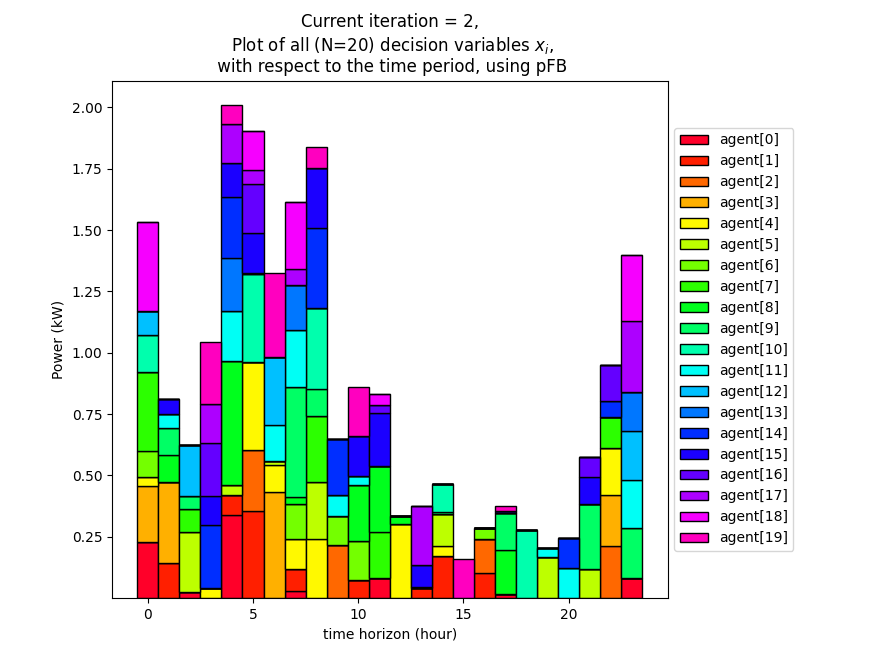 Current iteration = 2,
Plot of all (N=20) decision variables $x_i$,
with respect to the time period, using pFB
2.00
1.75
1.50
1.25
1.00
0.75
0.50
0.25
Power (kW)
0 5 10 15 20
time horizon (hour)
agent[0]
agent[1]
agent[2]
agent[3]
agent[4]
agent[5]
agent[6]
agent[7]
agent[8]
agent[9]
agent[10]
agent[11]
agent[12]
agent[13]
agent[14]
agent[15]
agent[16]
agent[17]
agent[18]
agent[19]